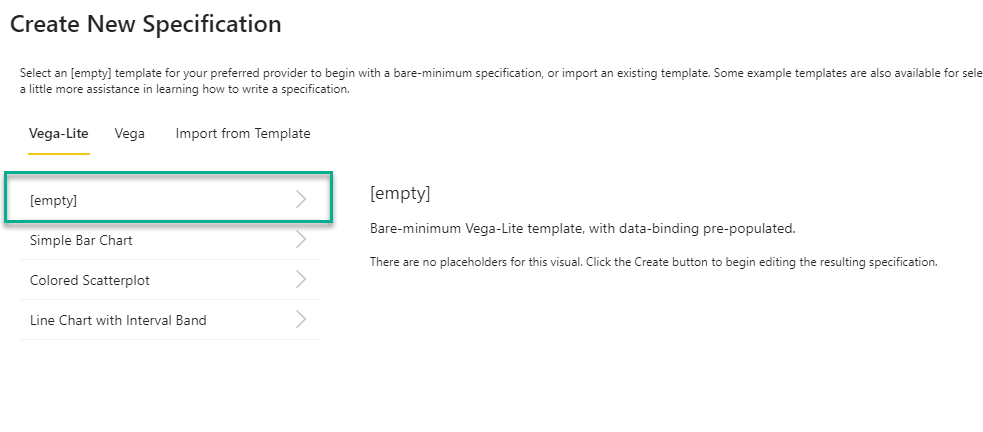 Create New Specification
Select an [empty] template for your preferred provider to begin with a bare-minimum specification, or import an existing template. Some example templates are also available for sele
a little more assistance in learning how to write a specification.
Vega-Lite Vega Import from Template
[empty]
Simple Bar Chart
Colored Scatterplot
Line Chart with Interval Band
[empty]
Bare-minimum Vega-Lite template, with data-binding pre-populated.
There are no placeholders for this visual. Click the Create button to begin editing the resulting specification.